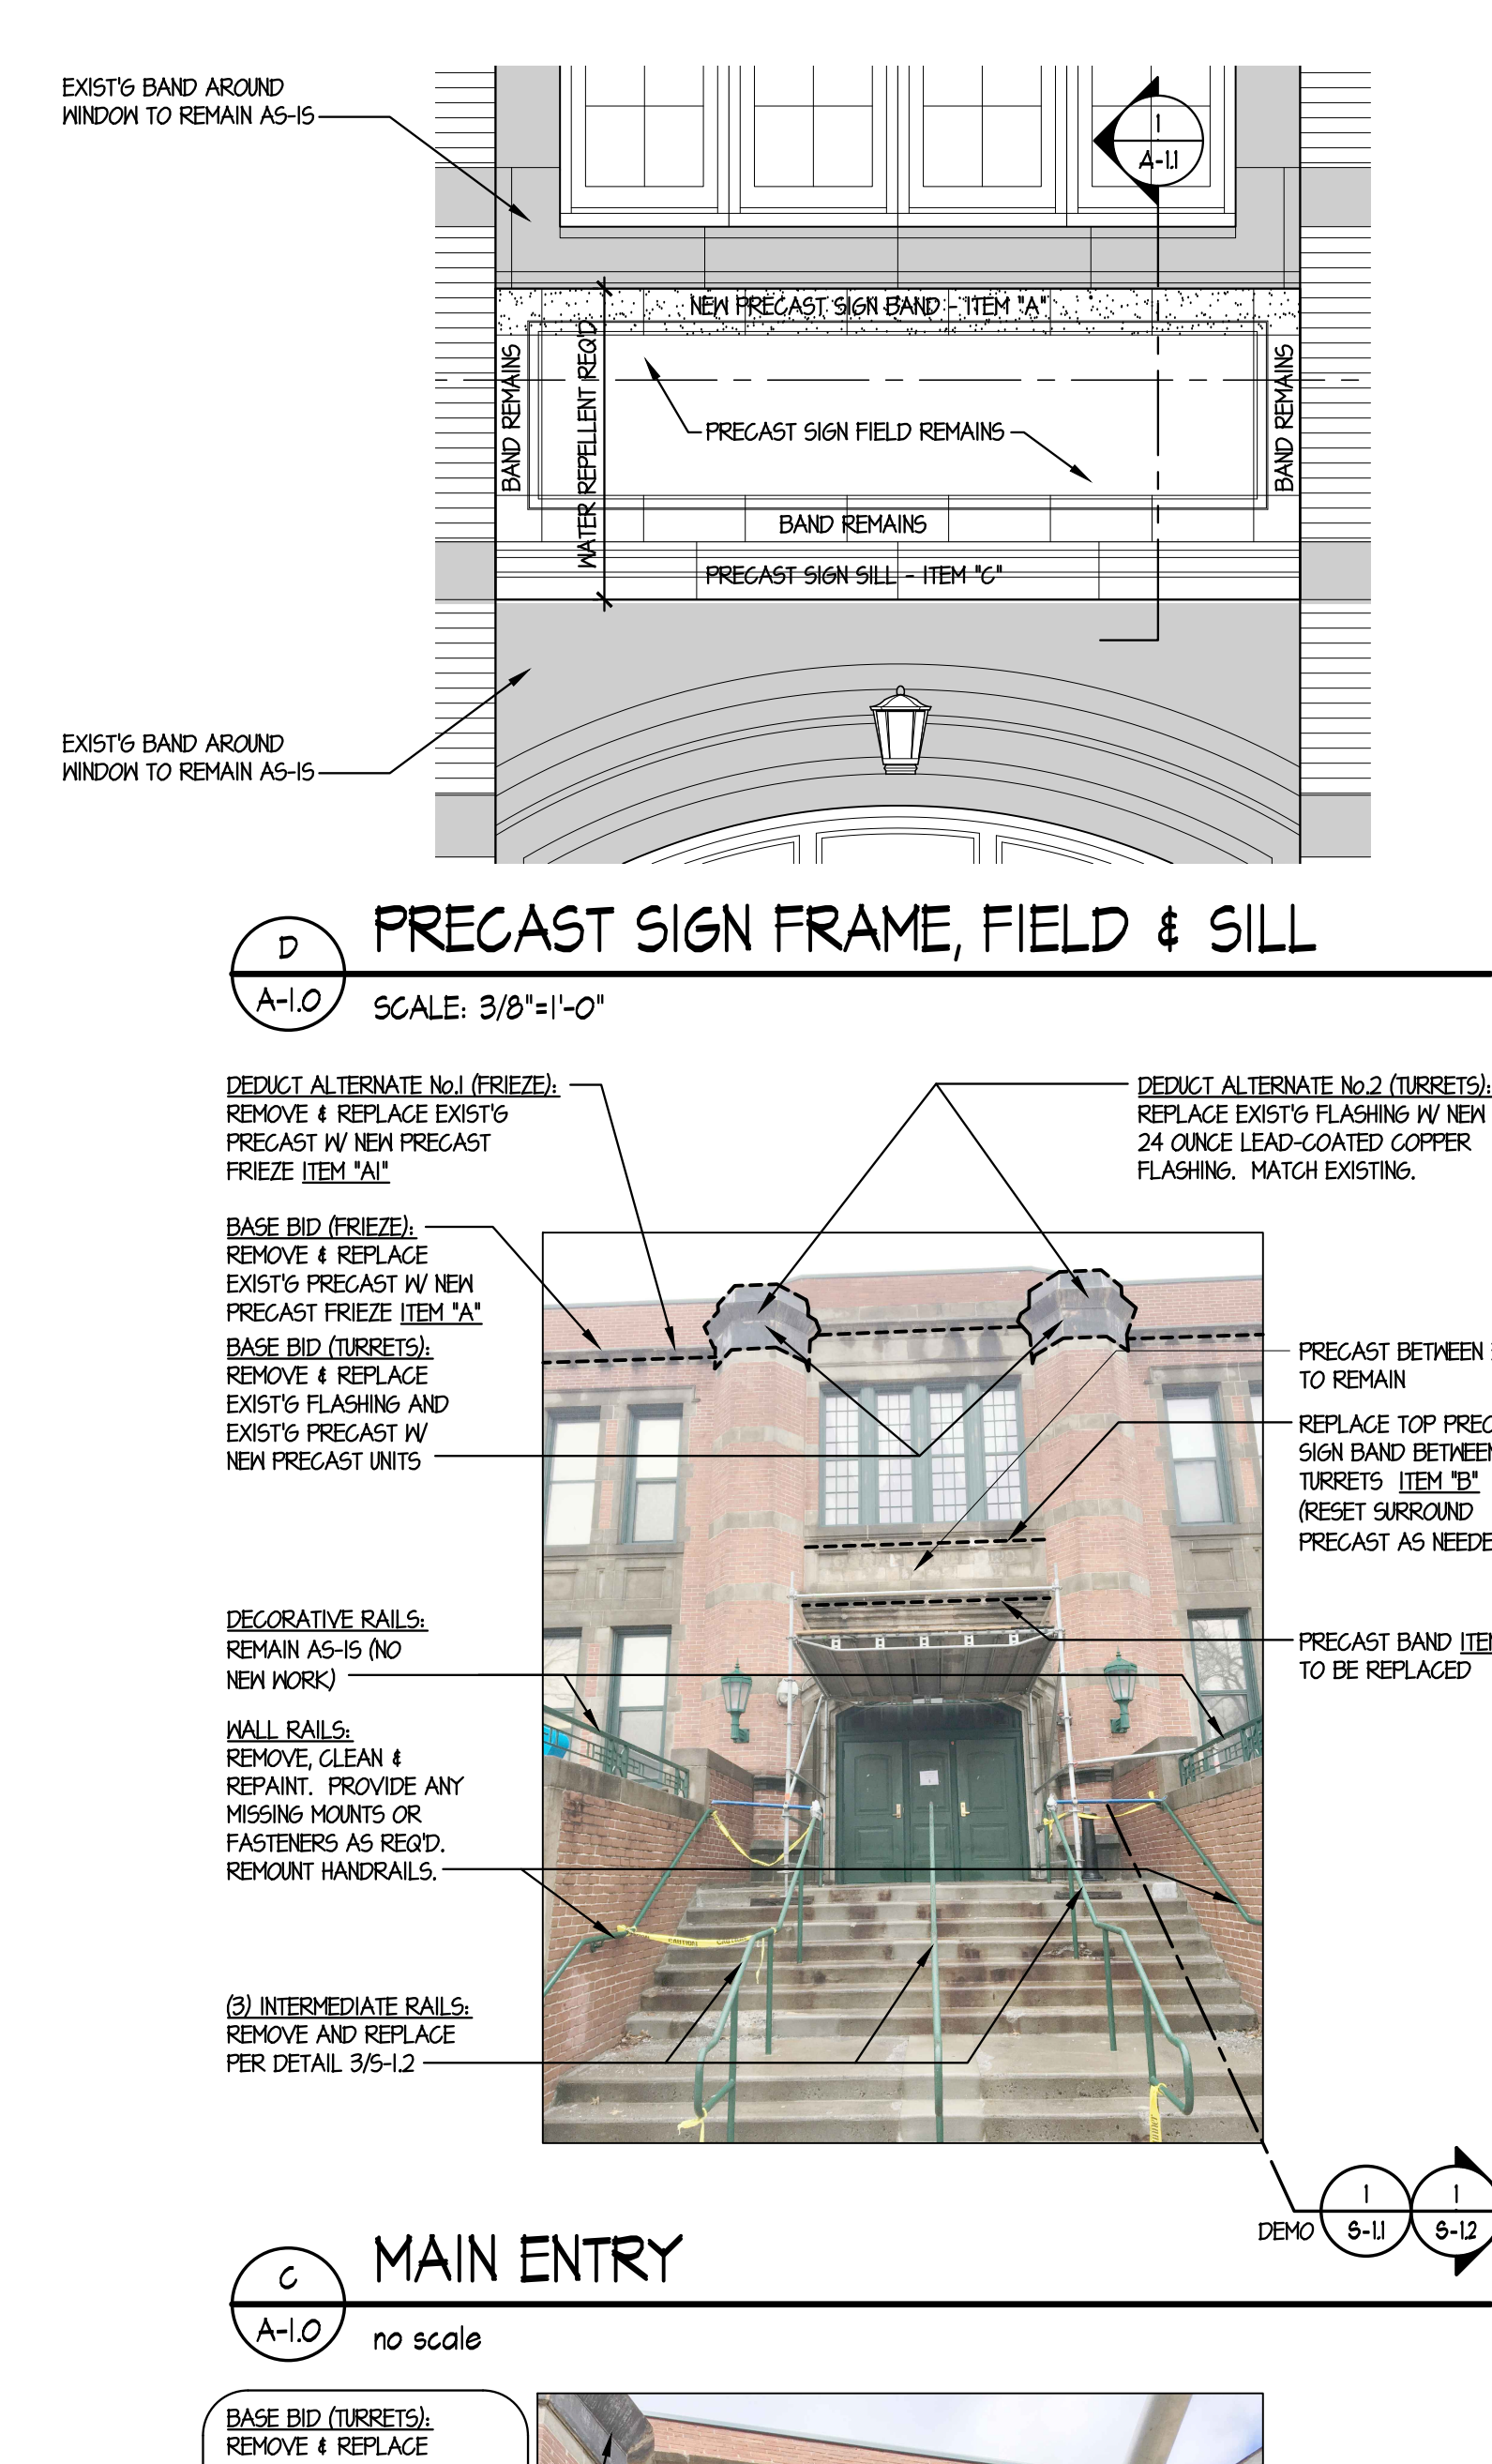 EXIST'G BAND AROUND
WINDOW TO REMAIN AS-IS
1
A-1.1
NEW PRECAST SIGN BAND - ITEM "A"
BAND REMAINS
WATER REPELLENT REQ'D
PRECAST SIGN FIELD REMAINS
BAND REMAINS
BAND REMAINS
PRECAST SIGN SILL - ITEM "C"
EXIST'G BAND AROUND
WINDOW TO REMAIN AS-IS
D
A-1.0
PRECAST SIGN FRAME, FIELD & SILL
SCALE: 3/8"=1'-0"
DEDUCT ALTERNATE No.1 (FRIEZE):
REMOVE & REPLACE EXIST'G
PRECAST W/ NEW PRECAST
FRIEZE ITEM "A1"
DEDUCT ALTERNATE No.2 (TURRETS):
REPLACE EXIST'G FLASHING W/ NEW
24 OUNCE LEAD-COATED COPPER
FLASHING. MATCH EXISTING.
BASE BID (FRIEZE):
REMOVE & REPLACE
EXIST'G PRECAST W/ NEW
PRECAST FRIEZE ITEM "A"
BASE BID (TURRETS):
REMOVE & REPLACE
EXIST'G FLASHING AND
EXIST'G PRECAST W/
NEW PRECAST UNITS
PRECAST BETWEEN
TO REMAIN
REPLACE TOP PREC
SIGN BAND BETWEEN
TURRETS ITEM "B"
(RESET SURROUND
PRECAST AS NEEDE
PRECAST BAND ITEM
TO BE REPLACED
DECORATIVE RAILS:
REMAIN AS-IS (NO
NEW WORK)
WALL RAILS:
REMOVE, CLEAN &
REPAINT. PROVIDE ANY
MISSING MOUNTS OR
FASTENERS AS REQ'D.
REMOUNT HANDRAILS.
CAUTION CAUTION
(3) INTERMEDIATE RAILS:
REMOVE AND REPLACE
PER DETAIL 3/S-1.2
DEMO
1
S-1.1
1
S-1.2
C
A-1.0
MAIN ENTRY
no scale
BASE BID (TURRETS):
REMOVE & REPLACE